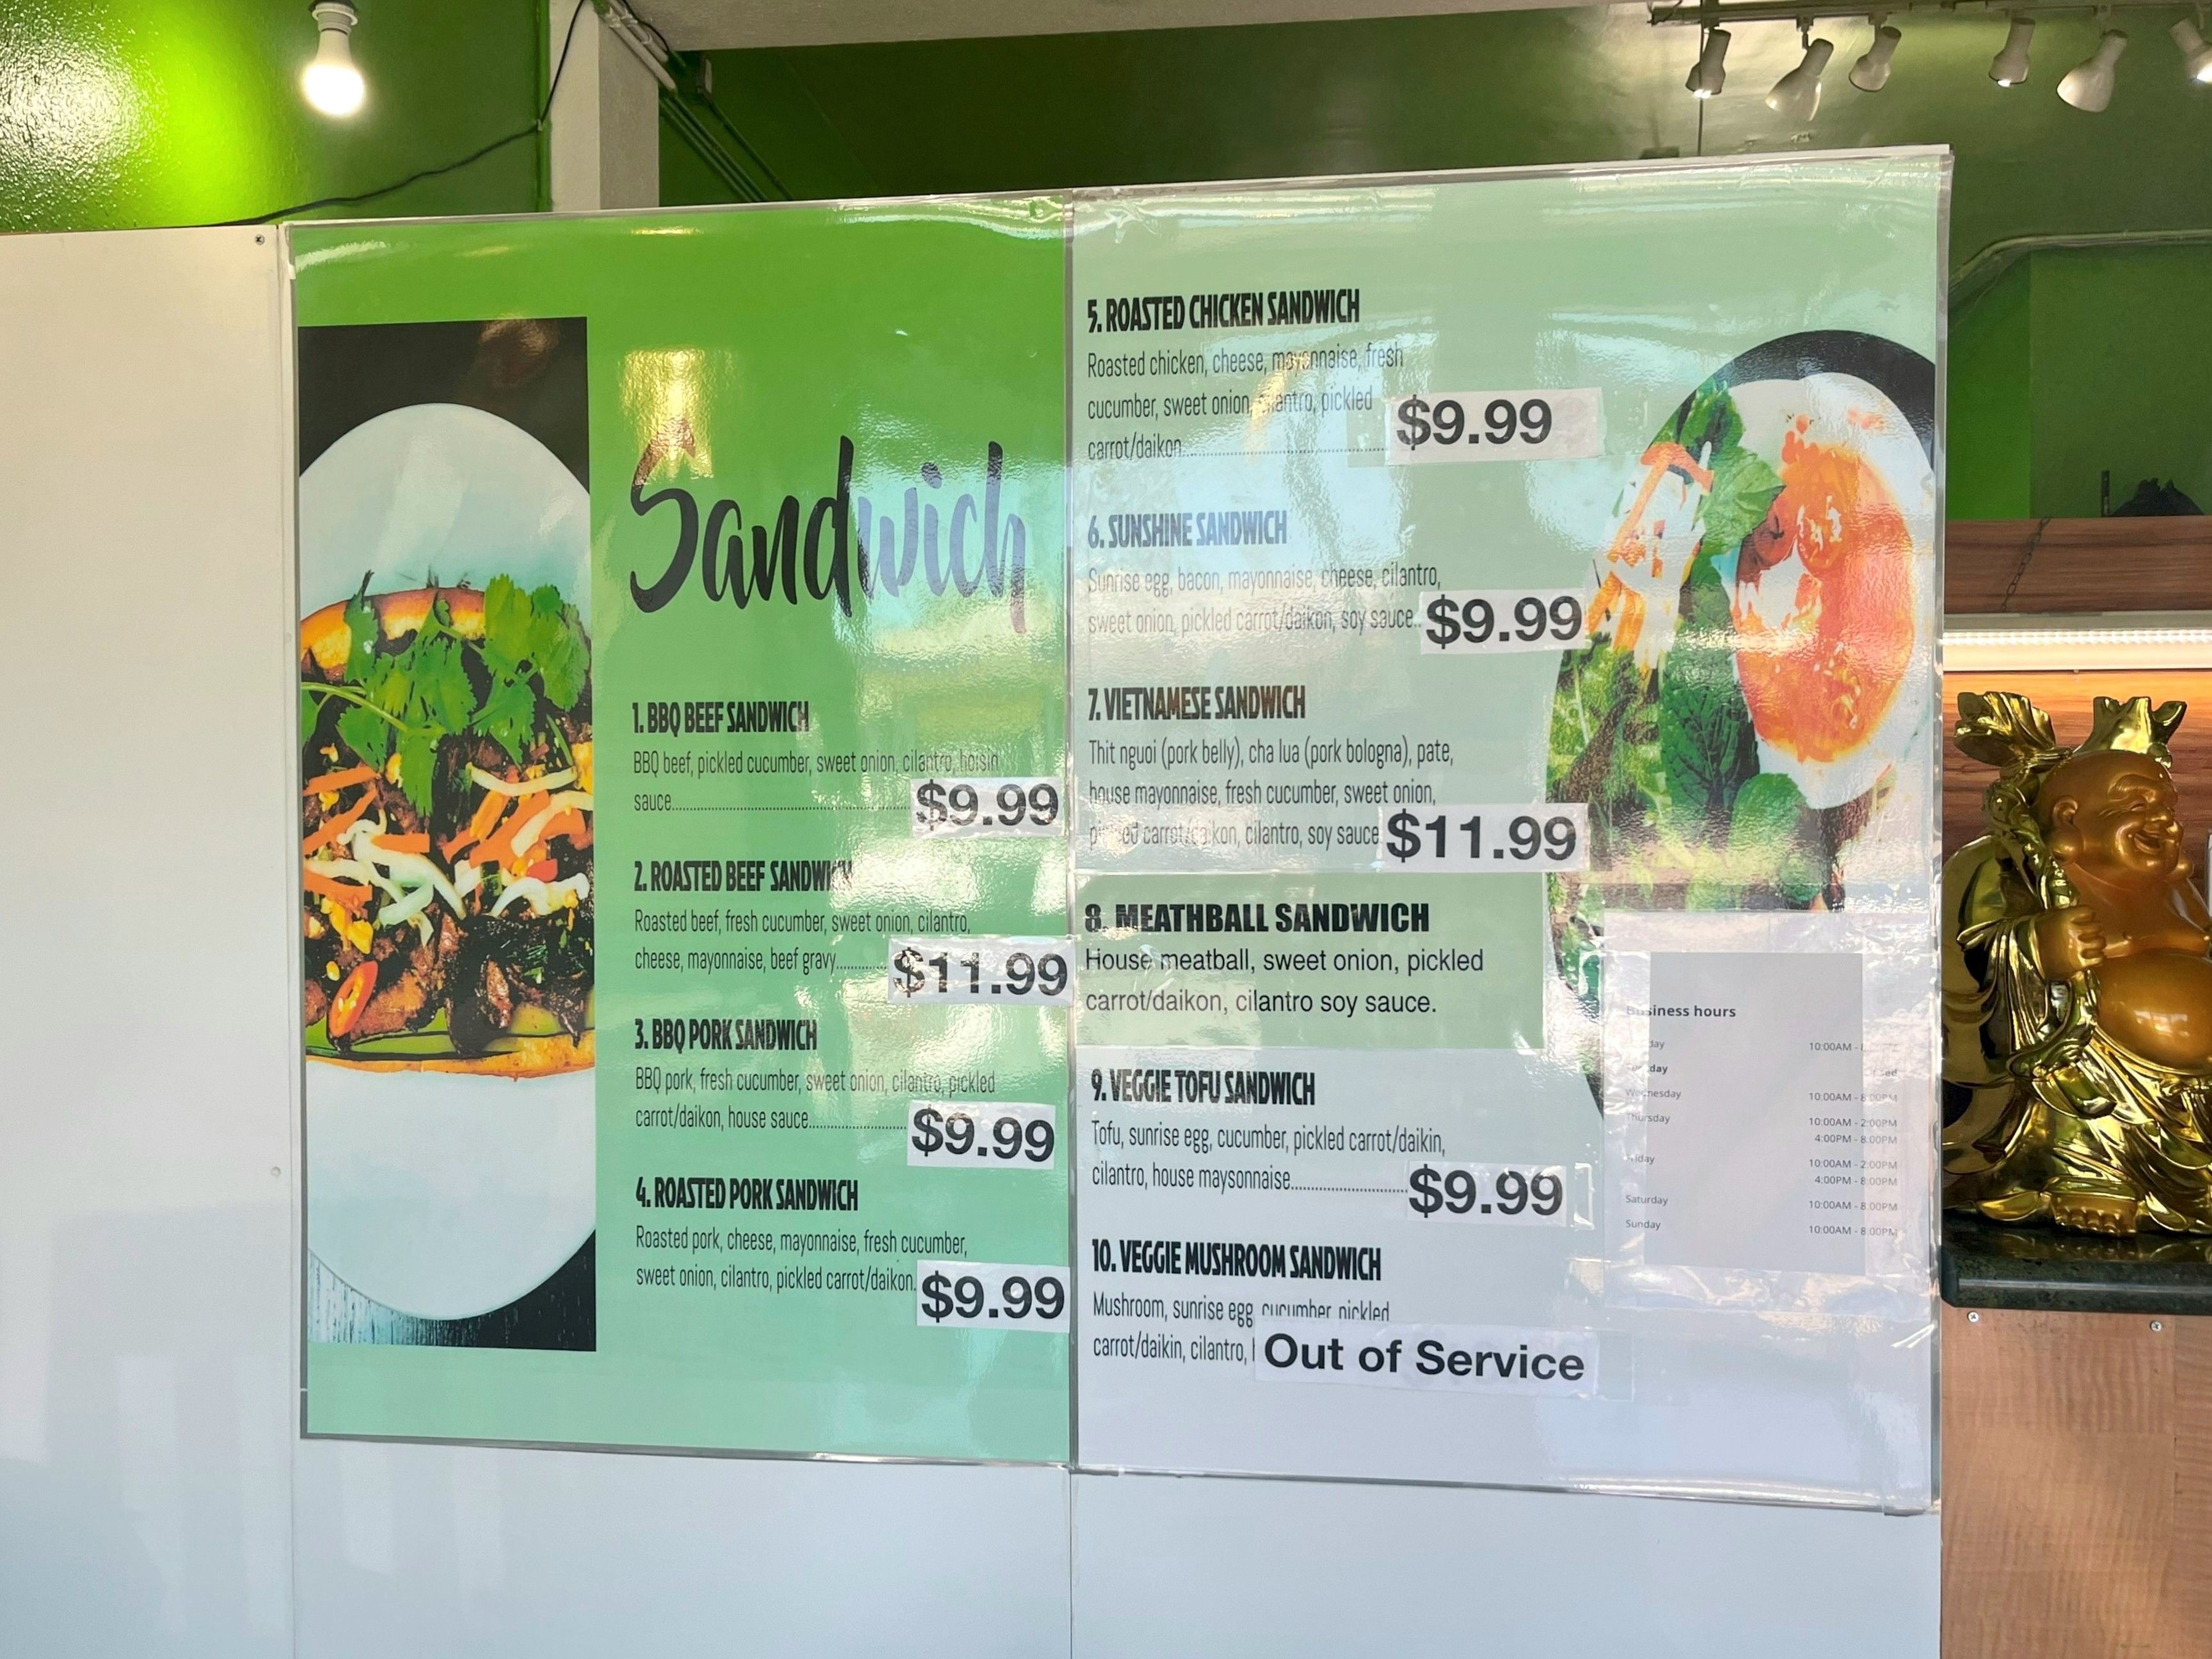 Sandwich
1. BBQ BEEF SANDWICH
BBQ beef, pickled cucumber, sweet onion, cilantro, hoisin
sauce.......... $9.99
2. ROASTED BEEF SANDWICH
Roasted beef, fresh cucumber, sweet onion, cilantro,
cheese, mayonnaise, beef gravy.......... $11.99
3. BBQ PORK SANDWICH
BBQ pork, fresh cucumber, sweet onion, cilantro, pickled
carrot/daikon, house sauce.......... $9.99
4. ROASTED PORK SANDWICH
Roasted pork, cheese, mayonnaise, fresh cucumber,
sweet onion, cilantro, pickled carrot/daikon. $9.99
5. ROASTED CHICKEN SANDWICH
Roasted chicken, cheese, mayonnaise, fresh
cucumber, sweet onion, cilantro, pickled
carrot/daikon.......... $9.99
6. SUNSHINE SANDWICH
Sunrise egg, bacon, mayonnaise, cheese, cilantro,
sweet onion, pickled carrot/daikon, soy sauce.. $9.99
7. VIETNAMESE SANDWICH
Thit nguoi (pork belly), cha lua (pork bologna), pate,
house mayonnaise, fresh cucumber, sweet onion,
pickled carrot/daikon, cilantro, soy sauce $11.99
8. MEATHBALL SANDWICH
House meatball, sweet onion, pickled
carrot/daikon, cilantro soy sauce.
9. VEGGIE TOFU SANDWICH
Tofu, sunrise egg, cucumber, pickled carrot/daikin,
cilantro, house maysonnaise.......... $9.99
10. VEGGIE MUSHROOM SANDWICH
Mushroom, sunrise egg, cucumber, pickled
carrot/daikin, cilantro, Out of Service
Business hours
10:00AM -
Wednesday 10:00AM - 8:00PM
Thursday 10:00AM - 2:00PM
4:00PM - 8:00PM
Friday 10:00AM - 2:00PM
4:00PM - 8:00PM
Saturday 10:00AM - 8:00PM
Sunday 10:00AM - 8:00PM